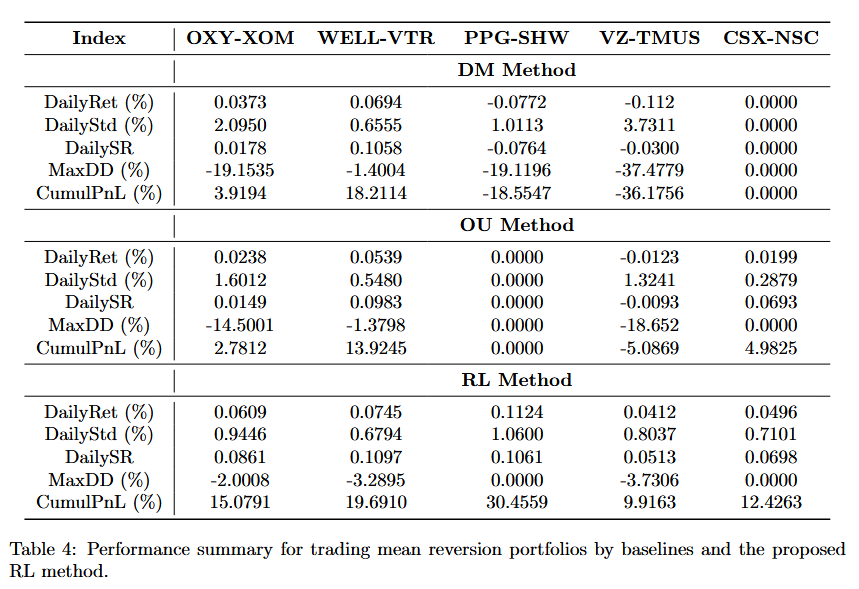 Index OXY-XOM WELL-VTR PPG-SHW VZ-TMUS CSX-NSC
DM Method
DailyRet (%) 0.0373 0.0694 -0.0772 -0.112 0.0000
DailyStd (%) 2.0950 0.6555 1.0113 3.7311 0.0000
DailySR 0.0178 0.1058 -0.0764 -0.0300 0.0000
MaxDD (%) -19.1535 -1.4004 -19.1196 -37.4779 0.0000
CumulPnL (%) 3.9194 18.2114 -18.5547 -36.1756 0.0000
OU Method
DailyRet (%) 0.0238 0.0539 0.0000 -0.0123 0.0199
DailyStd (%) 1.6012 0.5480 0.0000 1.3241 0.2879
DailySR 0.0149 0.0983 0.0000 -0.0093 0.0693
MaxDD (%) -14.5001 -1.3798 0.0000 -18.652 0.0000
CumulPnL (%) 2.7812 13.9245 0.0000 -5.0869 4.9825
RL Method
DailyRet (%) 0.0609 0.0745 0.1124 0.0412 0.0496
DailyStd (%) 0.9446 0.6794 1.0600 0.8037 0.7101
DailySR 0.0861 0.1097 0.1061 0.0513 0.0698
MaxDD (%) -2.0008 -3.2895 0.0000 -3.7306 0.0000
CumulPnL (%) 15.0791 19.6910 30.4559 9.9163 12.4263
Table 4: Performance summary for trading mean reversion portfolios by baselines and the proposed
RL method.